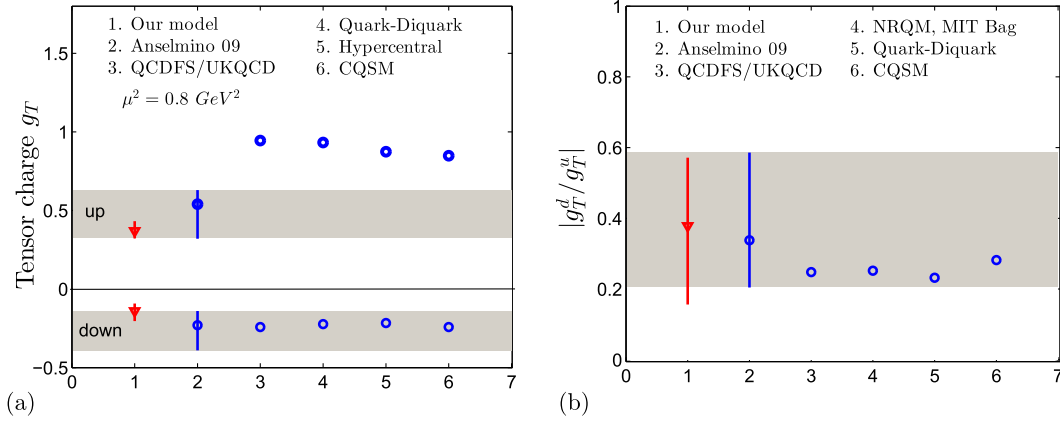 1. Our model
2. Anselmino 09
3. QCDFS/UKQCD
4. Quark-Diquark
5. Hypercentral
6. CQSM
μ² = 0.8 GeV²
Tensor charge g_T
1.5
1
0.5
0
−0.5
up
down
0 1 2 3 4 5 6 7
(a)
1. Our model
2. Anselmino 09
3. QCDFS/UKQCD
4. NRQM, MIT Bag
5. Quark-Diquark
6. CQSM
|g_T^d/g_T^u|
1
0.8
0.6
0.4
0.2
0
0 1 2 3 4 5 6 7
(b)